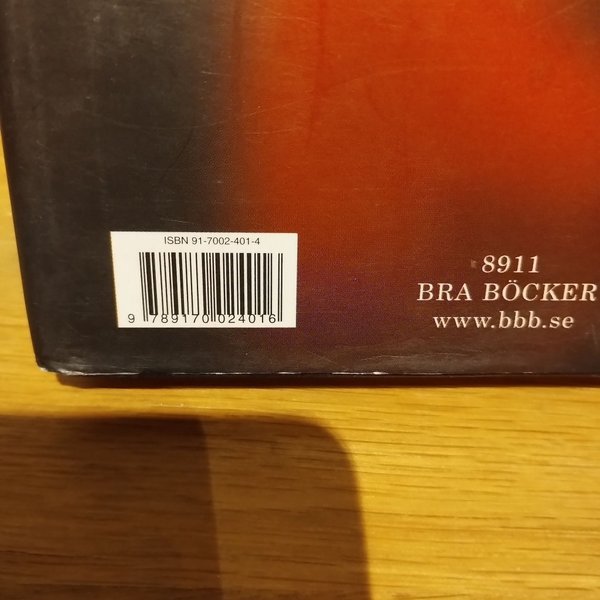 ISBN 91-7002-401-4
9 789170 024016
8911
BRA BÖCKER
www.bbb.se